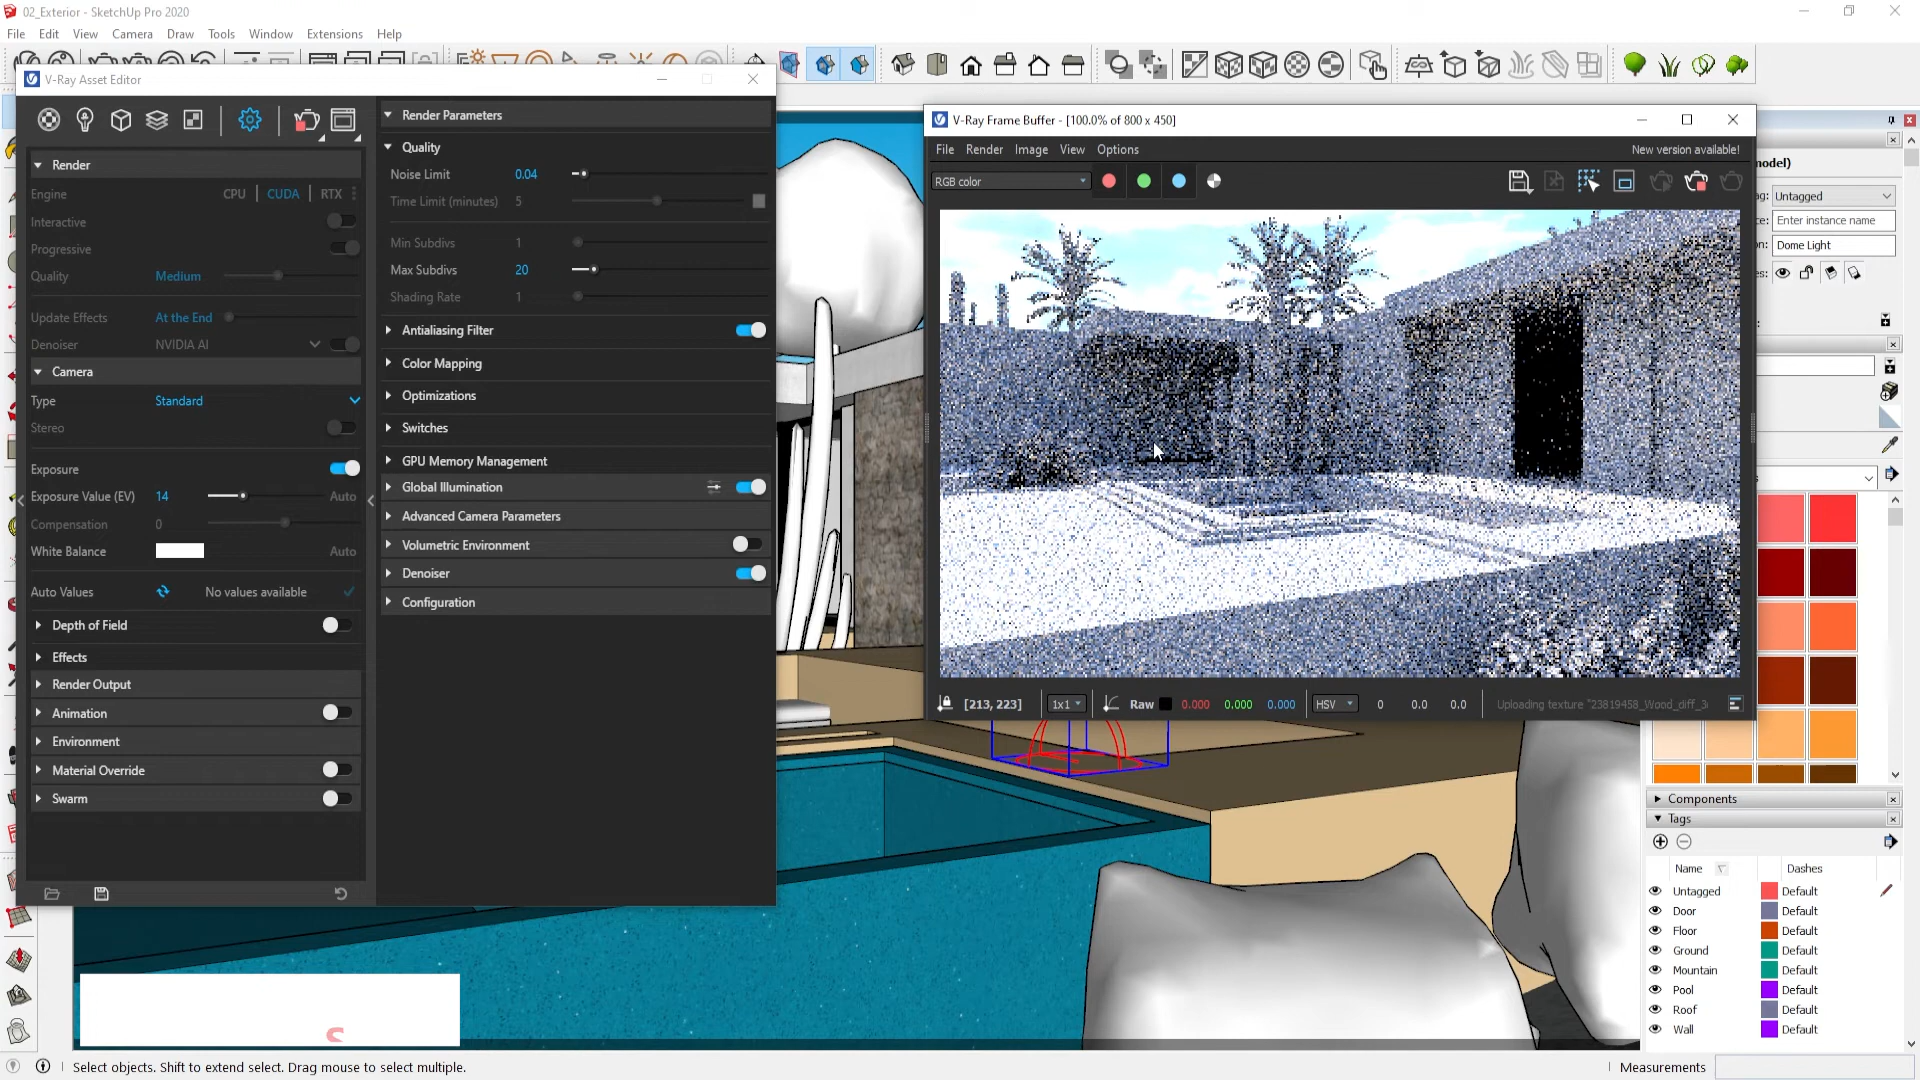 02_Exterior - SketchUp Pro 2020
File Edit View Camera Draw Tools Window Extensions Help
V-Ray Asset Editor
Render
Engine CPU CUDA RTX
Interactive
Progressive
Quality Medium
Update Effects At the End
Denoiser NVIDIA AI
Camera
Type Standard
Stereo
Exposure
Exposure Value (EV) 14 Auto
Compensation 0
White Balance Auto
Auto Values No values available
Depth of Field
Effects
Render Output
Animation
Environment
Material Override
Swarm
Render Parameters
Quality
Noise Limit 0.04
Time Limit (minutes) 5
Min Subdivs 1
Max Subdivs 20
Shading Rate 1
Antialiasing Filter
Color Mapping
Optimizations
Switches
GPU Memory Management
Global Illumination
Advanced Camera Parameters
Volumetric Environment
Denoiser
Configuration
V-Ray Frame Buffer - [100.0% of 800 x 450]
File Render Image View Options New version available!
RGB color
[213, 223] 1x1 Raw 0.000 0.000 0.000 HSV 0 0.0 0.0 Uploading texture "23819458_Wood_diff_3
model)
ag: Untagged
ce: Enter instance name
on: Dome Light
es:
Components
Tags
Name Dashes
Untagged Default
Door Default
Floor Default
Ground Default
Mountain Default
Pool Default
Roof Default
Wall Default
Select objects. Shift to extend select. Drag mouse to select multiple.
Measurements